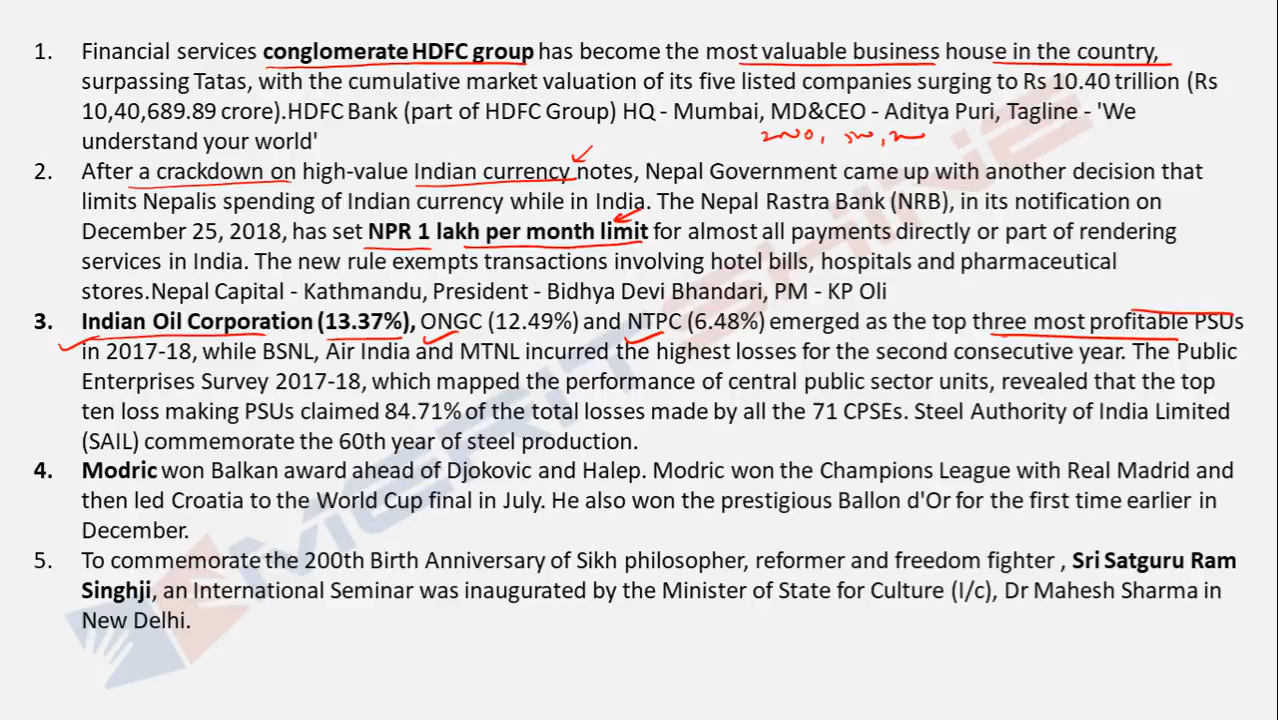 1. Financial services conglomerate HDFC group has become the most valuable business house in the country,
surpassing Tatas, with the cumulative market valuation of its five listed companies surging to Rs 10.40 trillion (Rs
10,40,689.89 crore).HDFC Bank (part of HDFC Group) HQ - Mumbai, MD&CEO - Aditya Puri, Tagline - 'We
understand your world'
2. After a crackdown on high-value Indian currency notes, Nepal Government came up with another decision that
limits Nepalis spending of Indian currency while in India. The Nepal Rastra Bank (NRB), in its notification on
December 25, 2018, has set NPR 1 lakh per month limit for almost all payments directly or part of rendering
services in India. The new rule exempts transactions involving hotel bills, hospitals and pharmaceutical
stores.Nepal Capital - Kathmandu, President - Bidhya Devi Bhandari, PM - KP Oli
3. Indian Oil Corporation (13.37%), ONGC (12.49%) and NTPC (6.48%) emerged as the top three most profitable PSUs
in 2017-18, while BSNL, Air India and MTNL incurred the highest losses for the second consecutive year. The Public
Enterprises Survey 2017-18, which mapped the performance of central public sector units, revealed that the top
ten loss making PSUs claimed 84.71% of the total losses made by all the 71 CPSEs. Steel Authority of India Limited
(SAIL) commemorate the 60th year of steel production.
4. Modric won Balkan award ahead of Djokovic and Halep. Modric won the Champions League with Real Madrid and
then led Croatia to the World Cup final in July. He also won the prestigious Ballon d'Or for the first time earlier in
December.
5. To commemorate the 200th Birth Anniversary of Sikh philosopher, reformer and freedom fighter , Sri Satguru Ram
Singhji, an International Seminar was inaugurated by the Minister of State for Culture (I/c), Dr Mahesh Sharma in
New Delhi.
MERIT SHINE